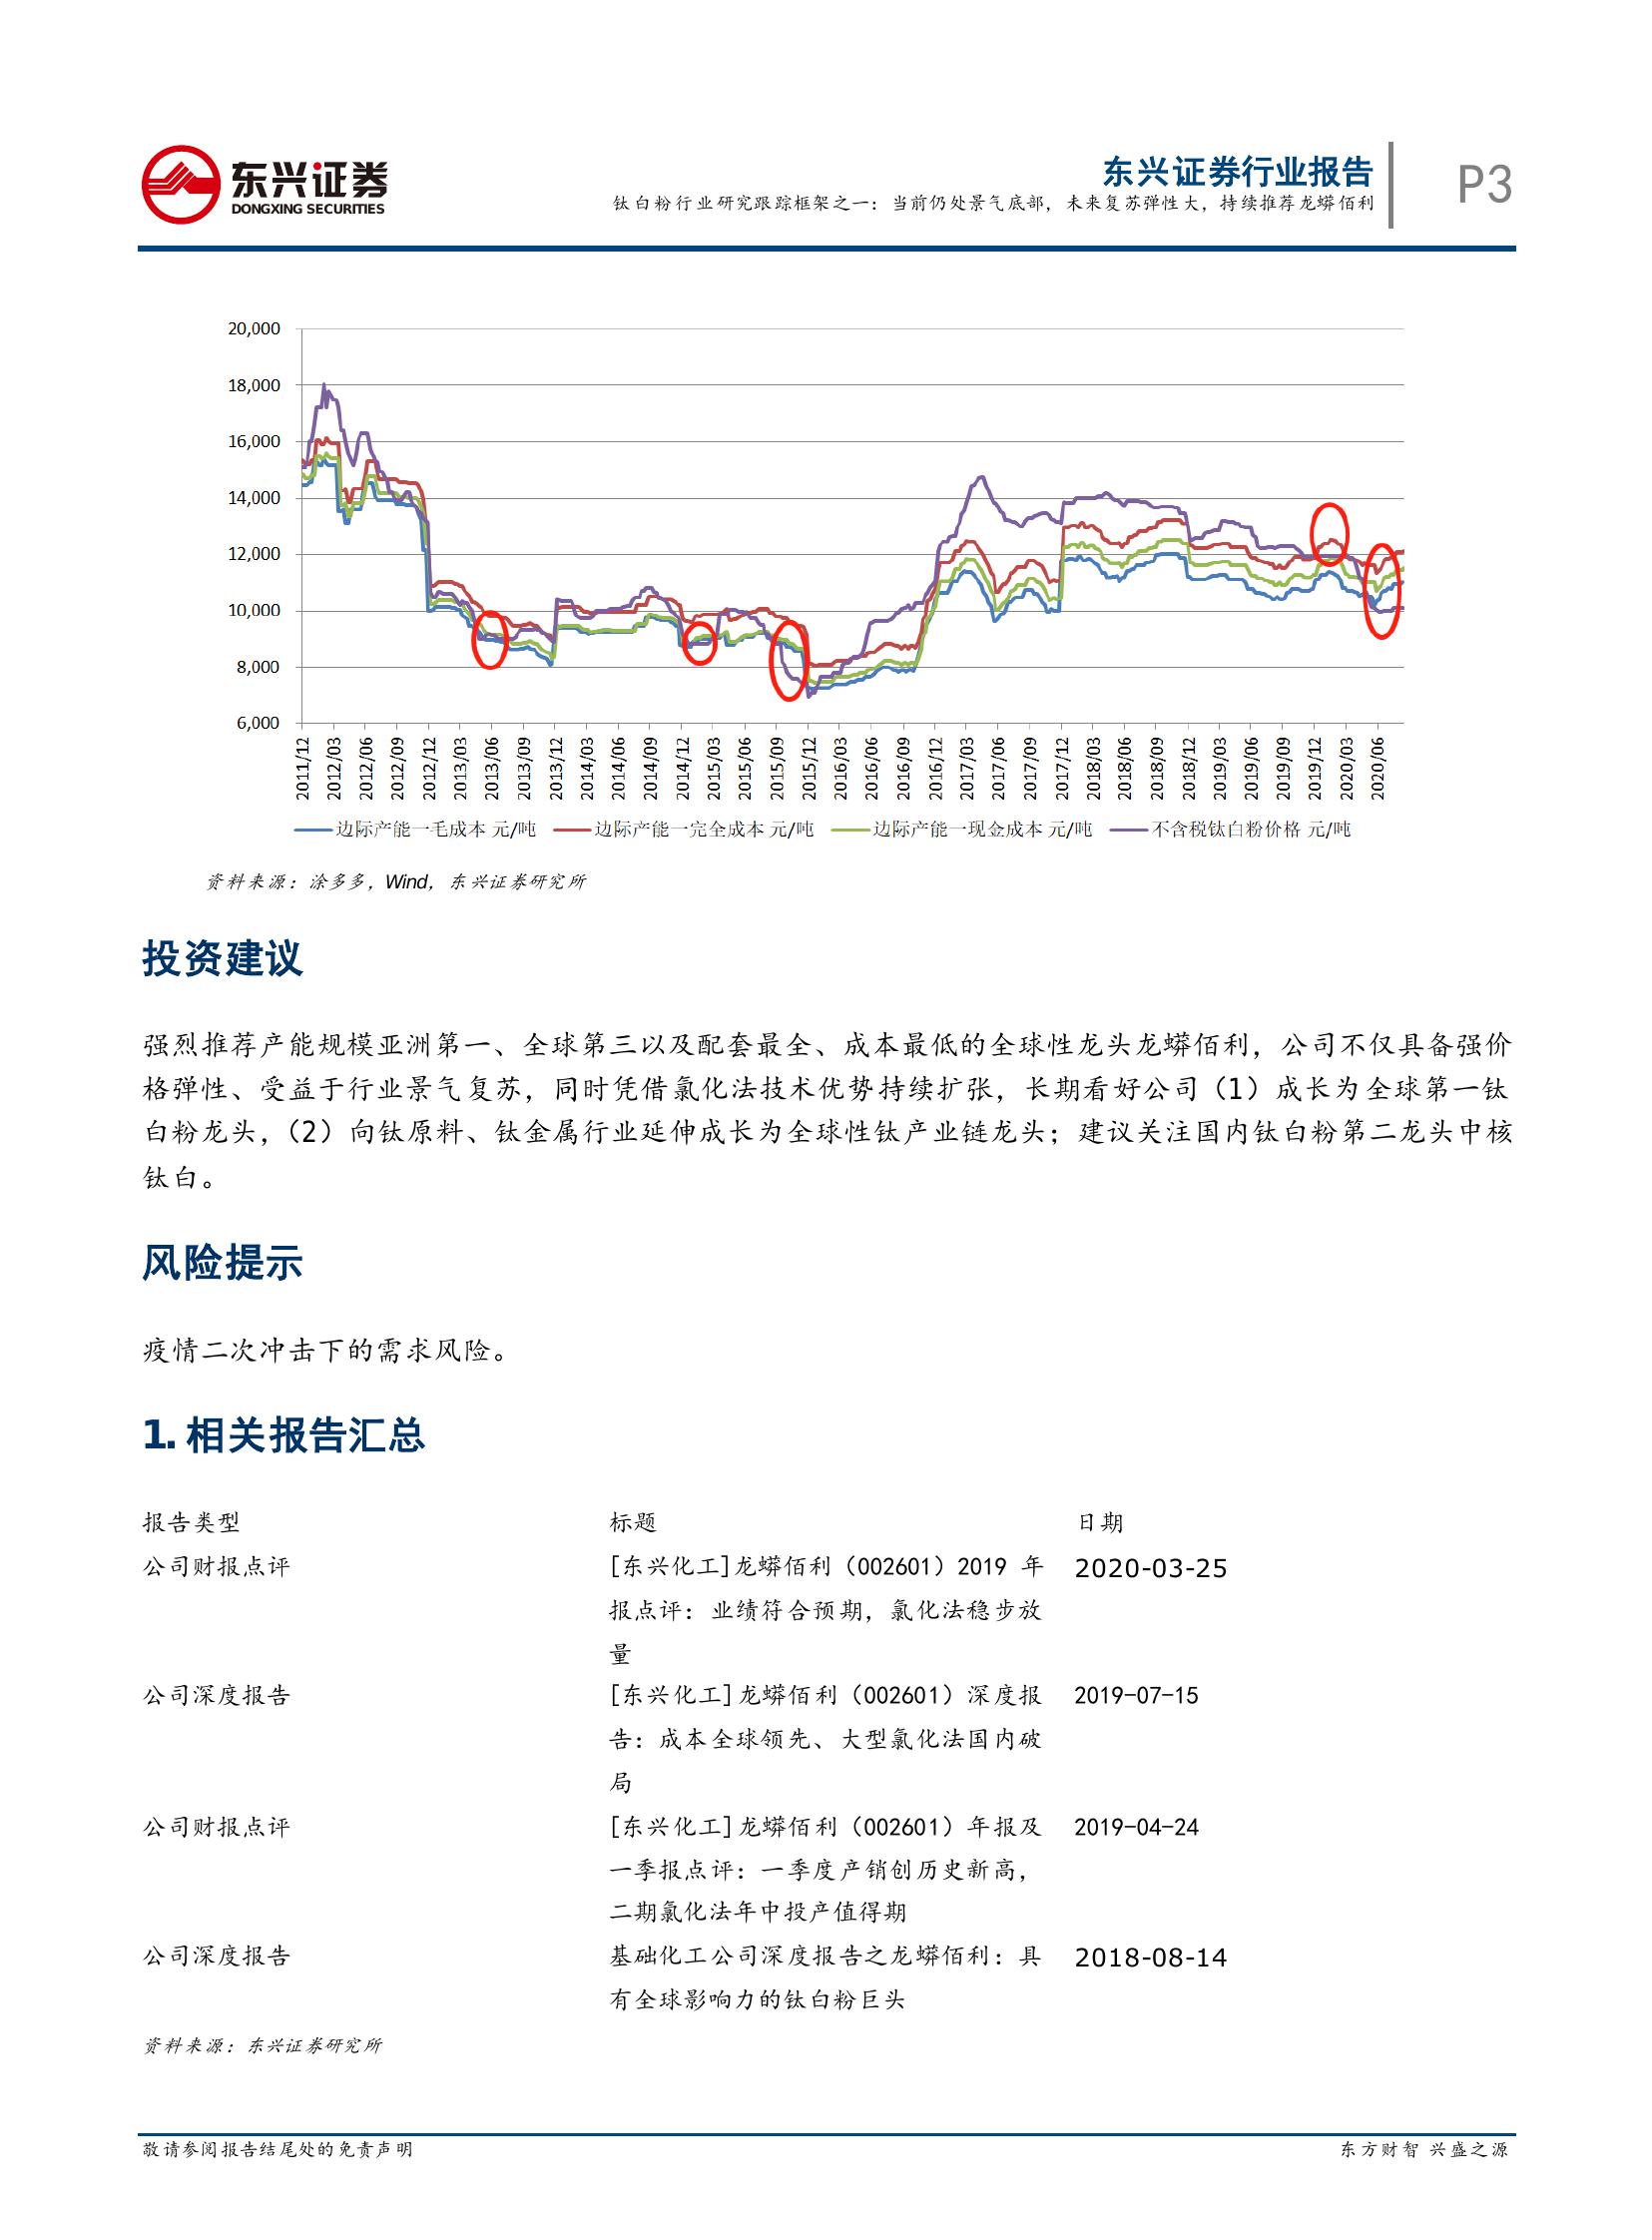 东兴证券
DONGXING SECURITIES
东兴证券行业报告
钛白粉行业研究跟踪框架之一：当前仍处景气底部，未来复苏弹性大，持续推荐龙蟒佰利
P3
20,000
18,000
16,000
14,000
12,000
10,000
8,000
6,000
2011/12
2012/03
2012/06
2012/09
2012/12
2013/03
2013/06
2013/09
2013/12
2014/03
2014/06
2014/09
2014/12
2015/03
2015/06
2015/09
2015/12
2016/03
2016/06
2016/09
2016/12
2017/03
2017/06
2017/09
2017/12
2018/03
2018/06
2018/09
2018/12
2019/03
2019/06
2019/09
2019/12
2020/03
2020/06
边际产能—毛成本 元/吨
边际产能—完全成本 元/吨
边际产能—现金成本 元/吨
不含税钛白粉价格 元/吨
资料来源：涂多多，Wind，东兴证券研究所
投资建议
强烈推荐产能规模亚洲第一、全球第三以及配套最全、成本最低的全球性龙头龙蟒佰利，公司不仅具备强价
格弹性、受益于行业景气复苏，同时凭借氯化法技术优势持续扩张，长期看好公司（1）成长为全球第一钛
白粉龙头，（2）向钛原料、钛金属行业延伸成长为全球性钛产业链龙头；建议关注国内钛白粉第二龙头中核
钛白。
风险提示
疫情二次冲击下的需求风险。
1. 相关报告汇总
报告类型 标题 日期
公司财报点评 [东兴化工]龙蟒佰利（002601）2019 年 2020-03-25
报点评：业绩符合预期，氯化法稳步放
量
公司深度报告 [东兴化工]龙蟒佰利（002601）深度报 2019-07-15
告：成本全球领先、大型氯化法国内破
局
公司财报点评 [东兴化工]龙蟒佰利（002601）年报及 2019-04-24
一季报点评：一季度产销创历史新高，
二期氯化法年中投产值得期
公司深度报告 基础化工公司深度报告之龙蟒佰利：具 2018-08-14
有全球影响力的钛白粉巨头
资料来源：东兴证券研究所
敬请参阅报告结尾处的免责声明
东方财智 兴盛之源